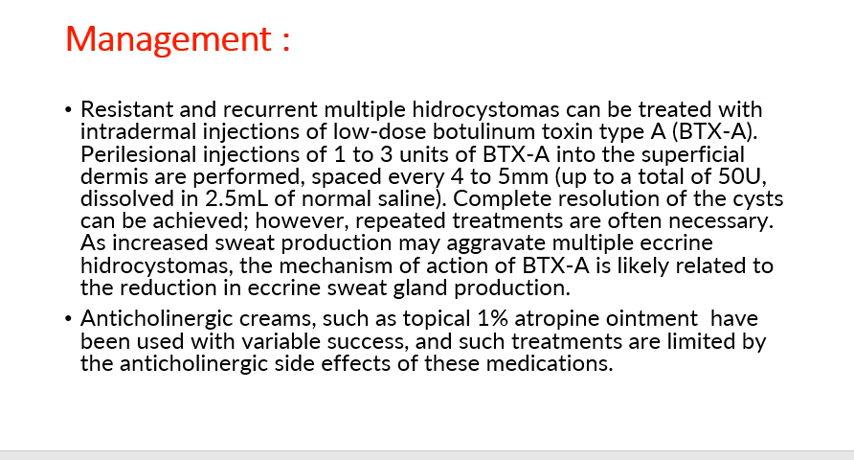 Management :
• Resistant and recurrent multiple hidrocystomas can be treated with
intradermal injections of low-dose botulinum toxin type A (BTX-A).
Perilesional injections of 1 to 3 units of BTX-A into the superficial
dermis are performed, spaced every 4 to 5mm (up to a total of 50U,
dissolved in 2.5mL of normal saline). Complete resolution of the cysts
can be achieved; however, repeated treatments are often necessary.
As increased sweat production may aggravate multiple eccrine
hidrocystomas, the mechanism of action of BTX-A is likely related to
the reduction in eccrine sweat gland production.
• Anticholinergic creams, such as topical 1% atropine ointment  have
been used with variable success, and such treatments are limited by
the anticholinergic side effects of these medications.